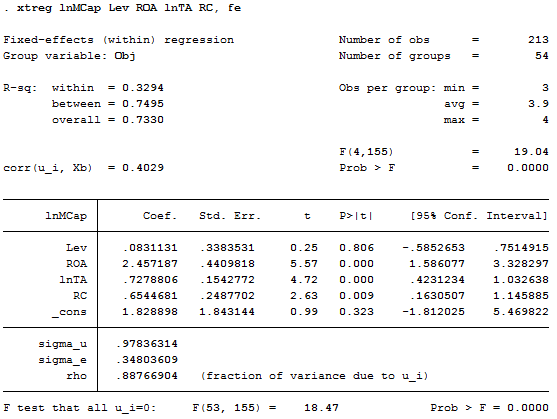 . xtreg lnMCap Lev ROA lnTA RC, fe
Fixed-effects (within) regression Number of obs = 213
Group variable: Obj Number of groups = 54
R-sq: within = 0.3294 Obs per group: min = 3
between = 0.7495 avg = 3.9
overall = 0.7330 max = 4
F(4,155) = 19.04
corr(u_i, Xb) = 0.4029 Prob > F = 0.0000
lnMCap Coef. Std. Err. t P>|t| [95% Conf. Interval]
Lev .0831131 .3383531 0.25 0.806 -.5852653 .7514915
ROA 2.457187 .4409818 5.57 0.000 1.586077 3.328297
lnTA .7278806 .1542772 4.72 0.000 .4231234 1.032638
RC .6544681 .2487702 2.63 0.009 .1630507 1.145885
_cons 1.828898 1.843144 0.99 0.323 -1.812025 5.469822
sigma_u .97836314
sigma_e .34803609
rho .88766904 (fraction of variance due to u_i)
F test that all u_i=0: F(53, 155) = 18.47 Prob > F = 0.0000